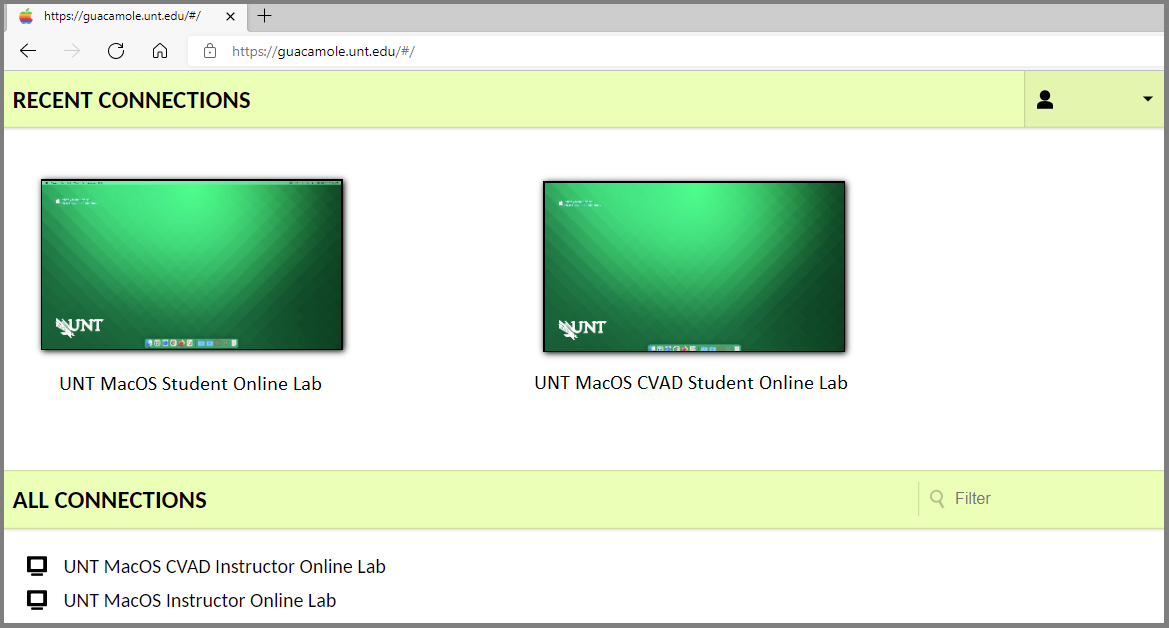 https://guacamole.unt.edu/#/
https://guacamole.unt.edu/#/
RECENT CONNECTIONS
UNT
UNT
UNT MacOS Student Online Lab
UNT MacOS CVAD Student Online Lab
ALL CONNECTIONS
Filter
UNT MacOS CVAD Instructor Online Lab
UNT MacOS Instructor Online Lab